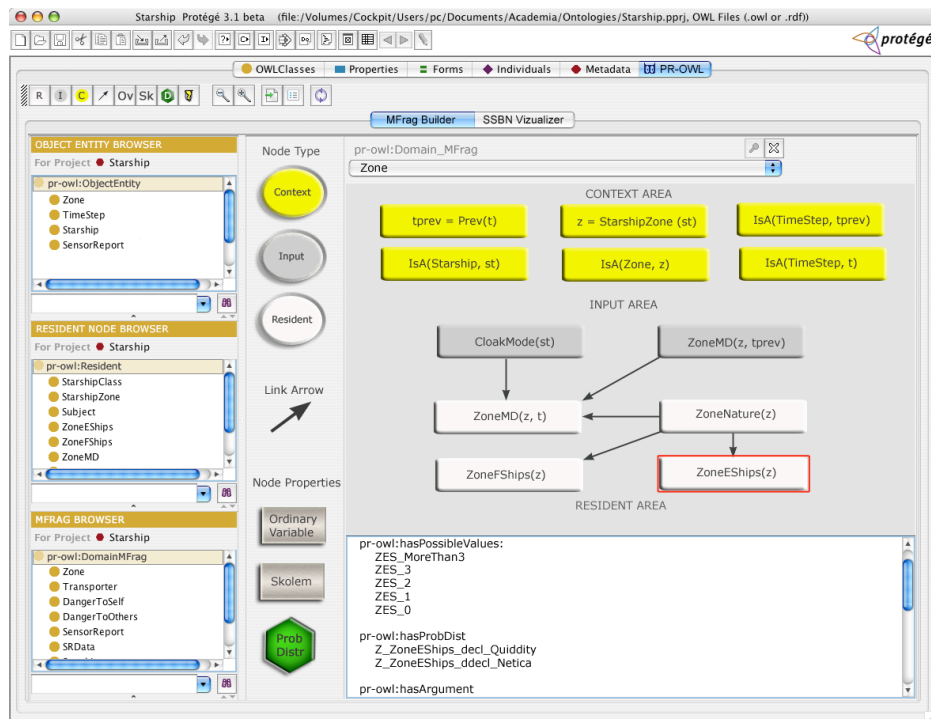 Starship Protégé 3.1 beta (file:/Volumes/Cockpit/Users/pc/Documents/Academia/Ontologies/Starship.pprj, OWL Files (.owl or .rdf))
protégé
OWLClasses Properties Forms Individuals Metadata PR-OWL
R I C Ov Sk D
MFrag Builder SSBN Vizualizer
OBJECT ENTITY BROWSER
For Project Starship
pr-owl:ObjectEntity
Zone
TimeStep
Starship
SensorReport
RESIDENT NODE BROWSER
For Project Starship
pr-owl:Resident
StarshipClass
StarshipZone
Subject
ZoneEShips
ZoneFShips
ZoneMD
MFRAG BROWSER
For Project Starship
pr-owl:DomainMFrag
Zone
Transporter
DangerToSelf
DangerToOthers
SensorReport
SRData
Node Type
Context
Input
Resident
Link Arrow
Node Properties
Ordinary
Variable
Skolem
Prob
Distr
pr-owl:Domain_MFrag
Zone
CONTEXT AREA
tprev = Prev(t) z = StarshipZone (st) IsA(TimeStep, tprev)
IsA(Starship, st) IsA(Zone, z) IsA(TimeStep, t)
INPUT AREA
CloakMode(st) ZoneMD(z, tprev)
ZoneMD(z, t) ZoneNature(z)
ZoneFShips(z) ZoneEShips(z)
RESIDENT AREA
pr-owl:hasPossibleValues:
ZES_MoreThan3
ZES_3
ZES_2
ZES_1
ZES_0
pr-owl:hasProbDist
Z_ZoneEShips_decl_Quiddity
Z_ZoneEShips_ddecl_Netica
pr-owl:hasArgument